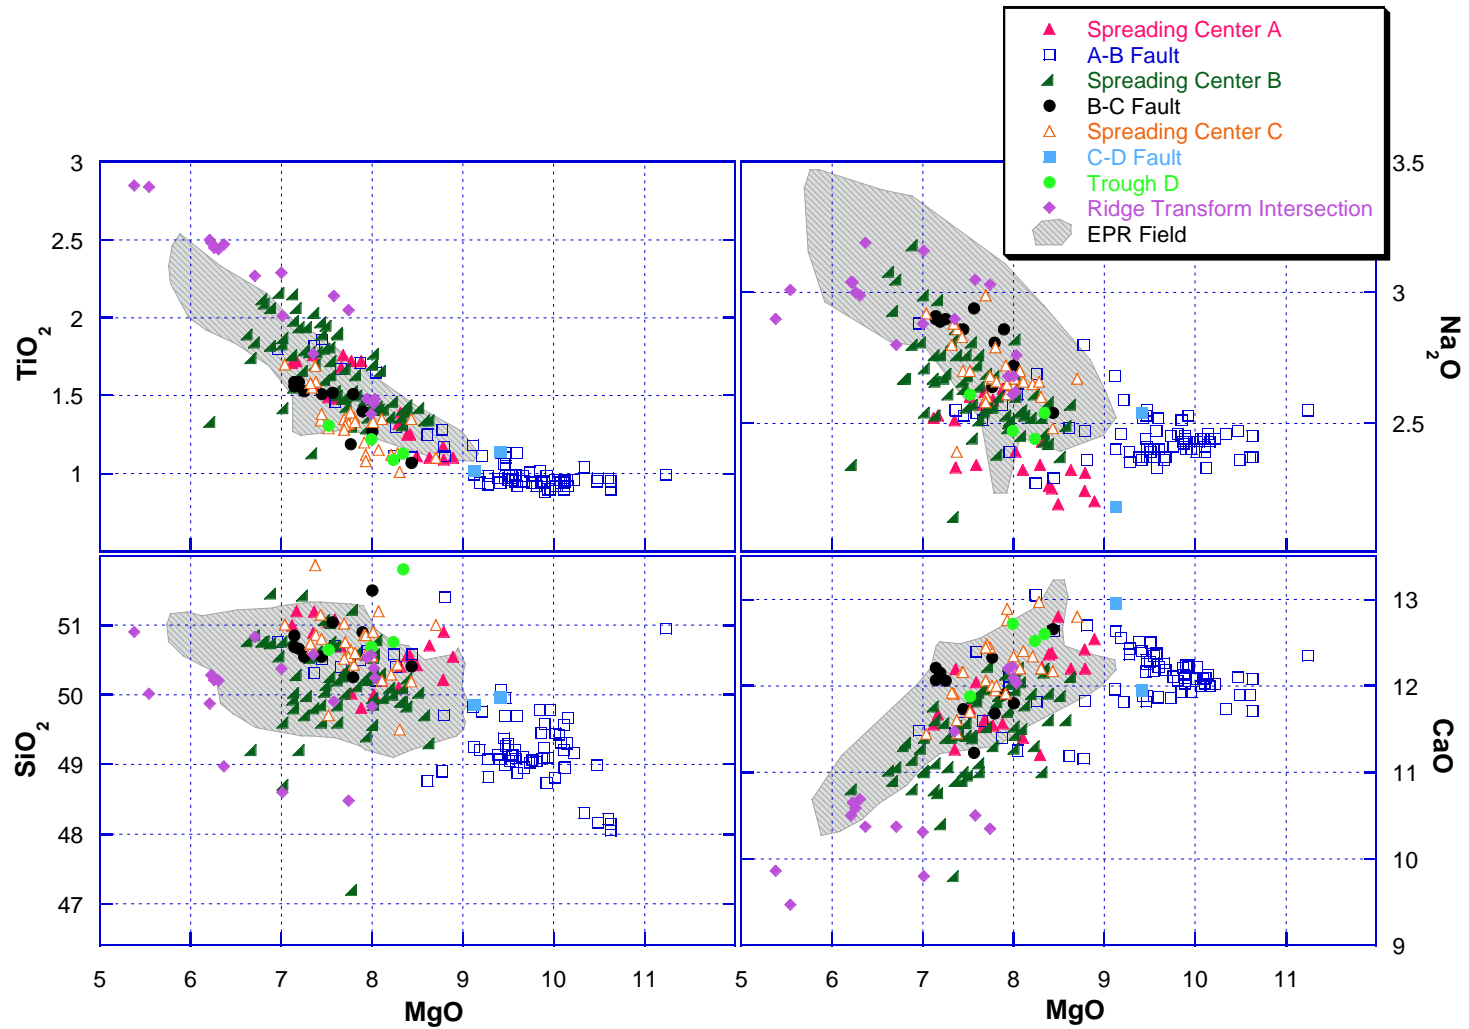 Spreading Center A
A-B Fault
Spreading Center B
B-C Fault
Spreading Center C
C-D Fault
Trough D
Ridge Transform Intersection
EPR Field
3
2.5
2
1.5
1
TiO2
3.5
3
2.5
Na2O
51
50
49
48
47
SiO2
13
12
11
10
9
CaO
5 6 7 8 9 10 11
MgO
5 6 7 8 9 10 11
MgO